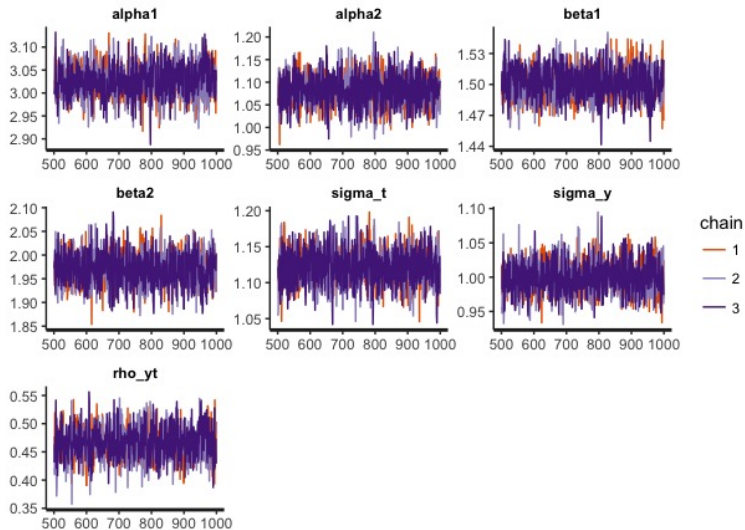 alpha1 alpha2 beta1
3.10 3.05 3.00 2.95 2.90
1.20 1.15 1.10 1.05 1.00 0.95
1.53 1.50 1.47 1.44
500 600 700 800 900 1000 500 600 700 800 900 1000 500 600 700 800 900 1000
beta2 sigma_t sigma_y
2.10 2.05 2.00 1.95 1.90 1.85
1.20 1.15 1.10 1.05
1.10 1.05 1.00 0.95
500 600 700 800 900 1000 500 600 700 800 900 1000 500 600 700 800 900 1000
chain
1
2
3
rho_yt
0.55 0.50 0.45 0.40 0.35
500 600 700 800 900 1000